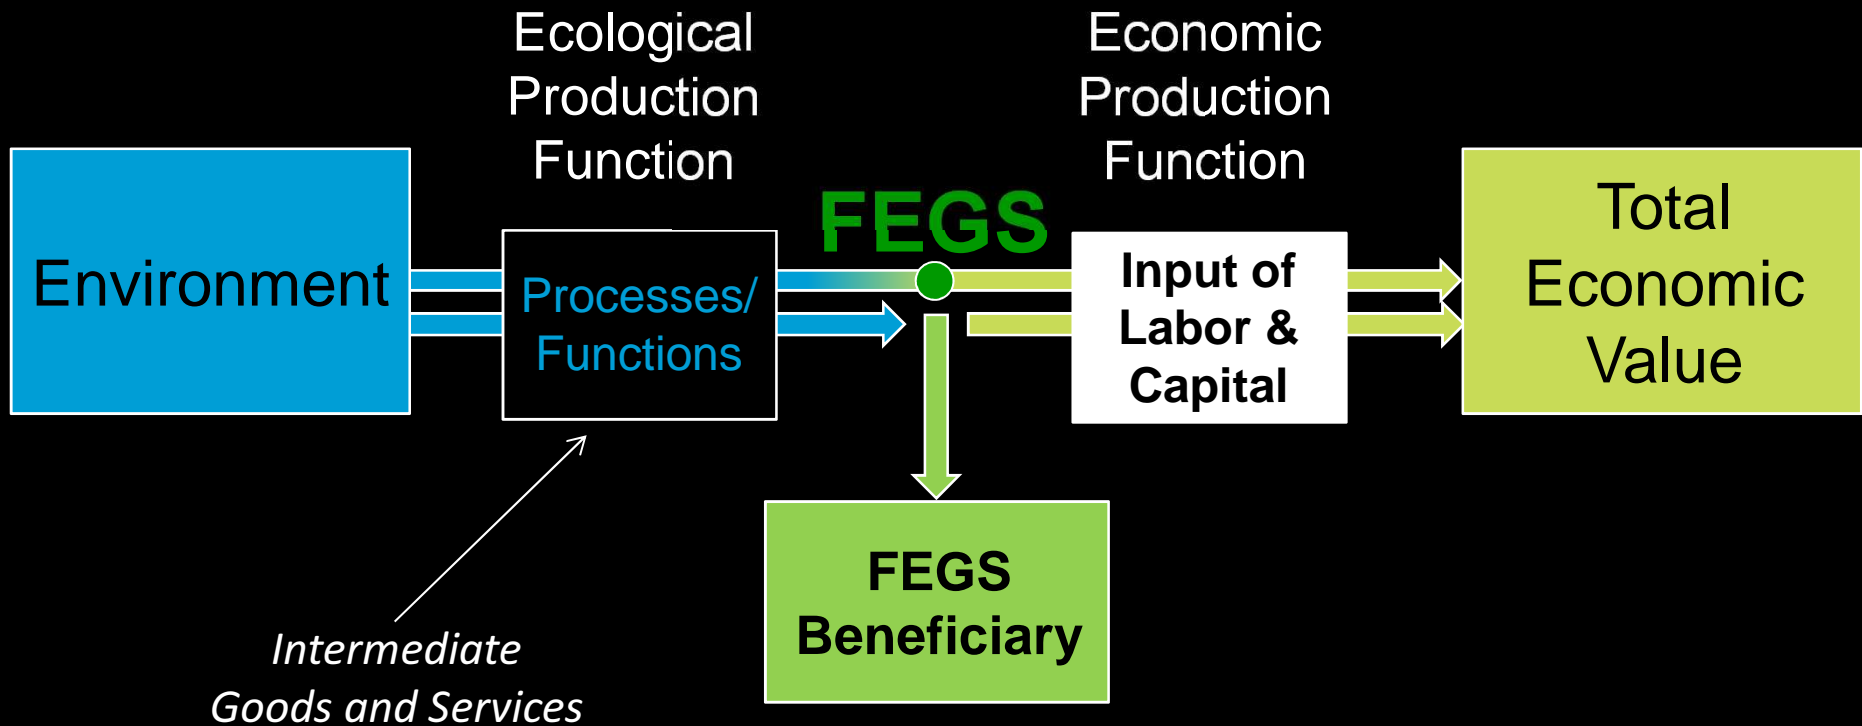 Ecological
Production
Function
Economic
Production
Function
Environment
Processes/
Functions
FEGS
Input of
Labor &
Capital
Total
Economic
Value
FEGS
Beneficiary
Intermediate
Goods and Services